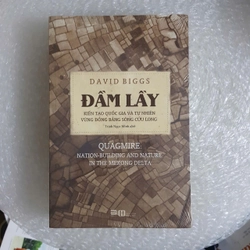 DAVID BIGGS
ĐẦM LẦY
KIẾN TẠO QUỐC GIA VÀ TỰ NHIÊN
VÙNG ĐỒNG BẰNG SÔNG CỬU LONG
QUAGMIRE
NATION-BUILDING AND NATURE
IN THE MEKONG DELTA